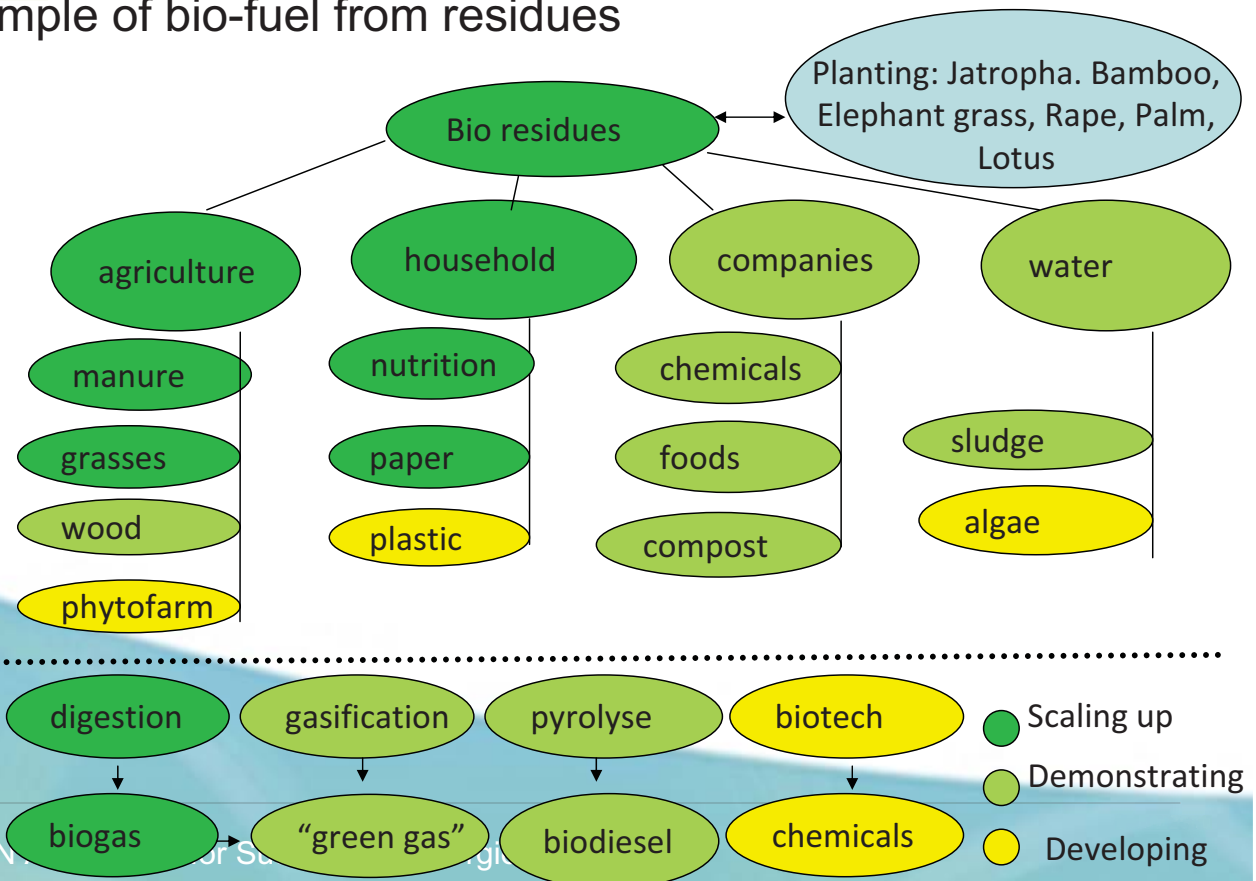 mple of bio-fuel from residues
Planting: Jatropha. Bamboo,
Elephant grass, Rape, Palm,
Lotus
Bio residues
agriculture
household
companies
water
manure
nutrition
chemicals
grasses
paper
foods
sludge
wood
plastic
compost
algae
phytofarm
digestion
gasification
pyrolyse
biotech
Scaling up
Demonstrating
biogas
“green gas”
biodiesel
chemicals
Developing